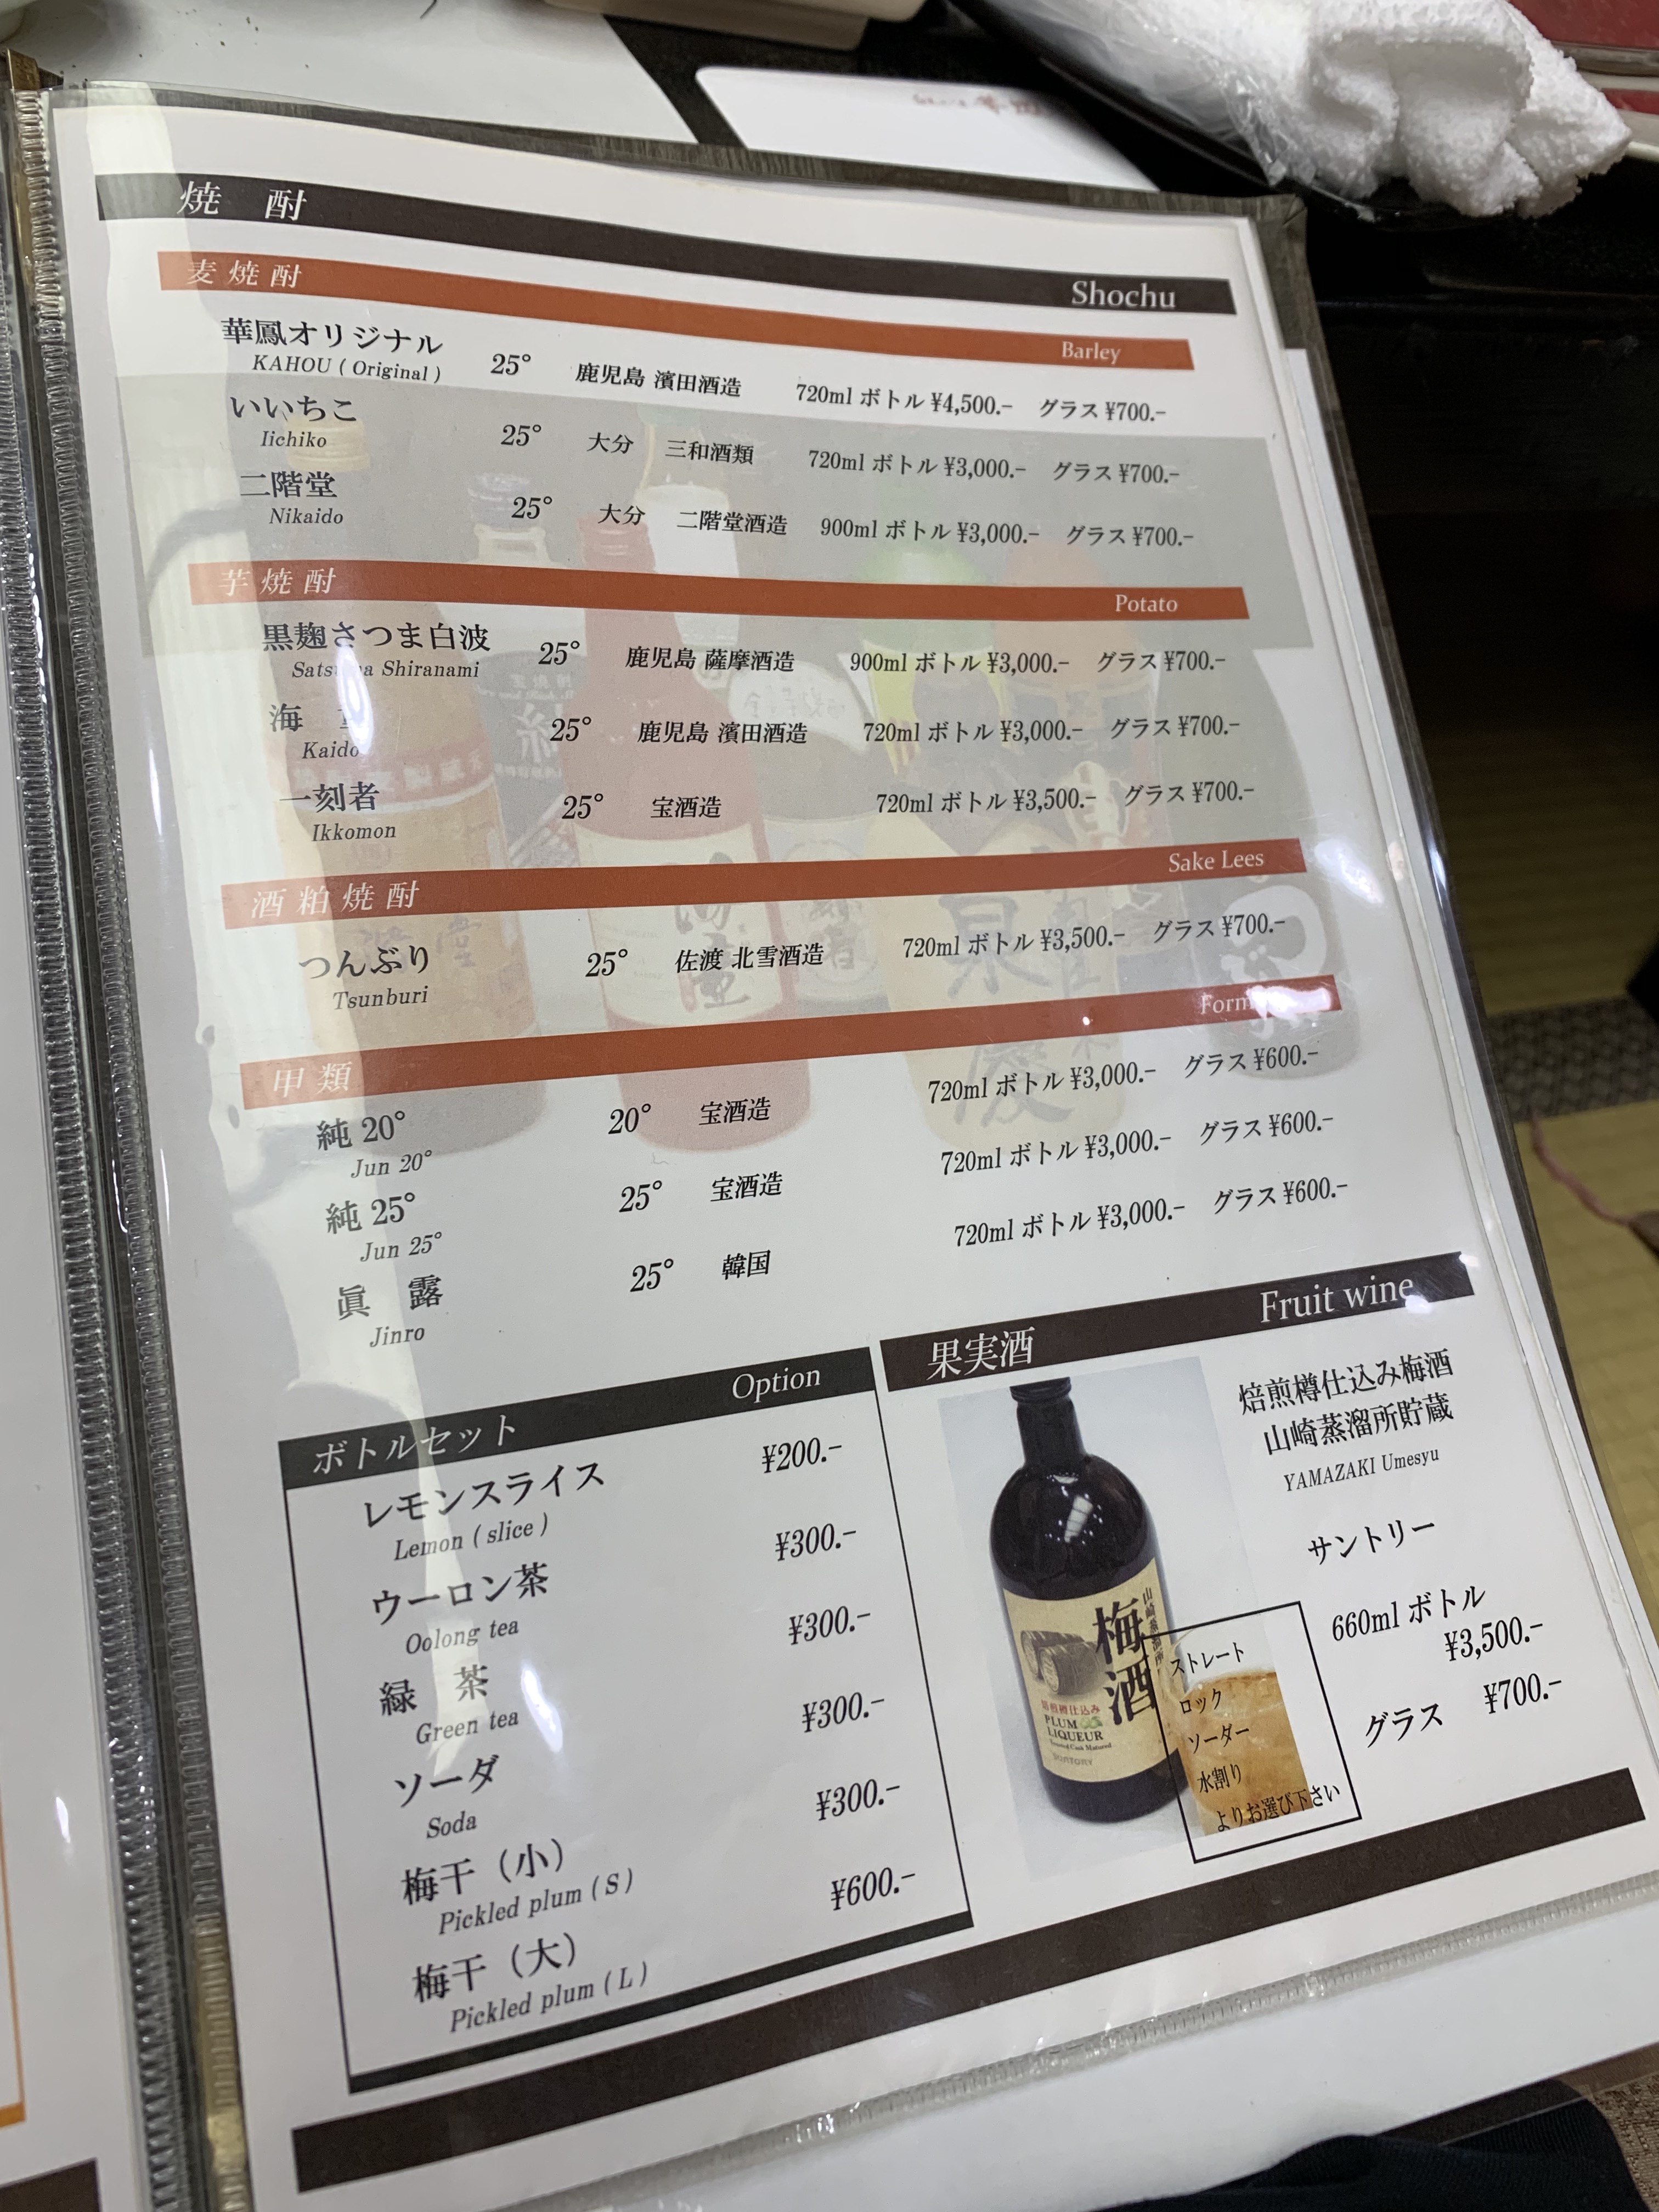 焼 酎 Shochu
麦焼酎 Barley
華鳳オリジナル 25° 鹿児島 濱田酒造 720ml ボトル ¥4,500.- グラス ¥700.-
KAHOU ( Original )
いいちこ 25° 大分 三和酒類 720ml ボトル ¥3,000.- グラス ¥700.-
Iichiko
二階堂 25° 大分 二階堂酒造 900ml ボトル ¥3,000.- グラス ¥700.-
Nikaido
芋焼酎 Potato
黒麹さつま白波 25° 鹿児島 薩摩酒造 900ml ボトル ¥3,000.- グラス ¥700.-
Shiranami
海 25° 鹿児島 濱田酒造 720ml ボトル ¥3,000.- グラス ¥700.-
Kaido
一刻者 25° 宝酒造 720ml ボトル ¥3,500.- グラス ¥700.-
Ikkomon
酒粕焼酎 Sake Lees
つんぶり 25° 佐渡 北雪酒造 720ml ボトル ¥3,500.- グラス ¥700.-
Tsunburi
甲類
純 20° 20° 宝酒造 720ml ボトル ¥3,000.- グラス ¥600.-
Jun 20°
純 25° 25° 宝酒造 720ml ボトル ¥3,000.- グラス ¥600.-
Jun 25°
眞 露 25° 韓国 720ml ボトル ¥3,000.- グラス ¥600.-
Jinro
ボトルセット Option
レモンスライス ¥200.-
Lemon ( slice )
ウーロン茶 ¥300.-
Oolong tea
緑 茶 ¥300.-
Green tea
ソーダ ¥300.-
Soda
梅干（小） ¥300.-
Pickled plum ( S )
梅干（大） ¥600.-
Pickled plum ( L )
果実酒 Fruit wine
焙煎樽仕込み梅酒
山崎蒸溜所貯蔵
YAMAZAKI Umesyu
サントリー
660ml ボトル
¥3,500.-
グラス ¥700.-
山崎蒸溜所
梅酒
焙煎樽仕込み
PLUM
LIQUEUR
SUNTORY
ストレート
ロック
ソーダー
水割り
よりお選び下さい